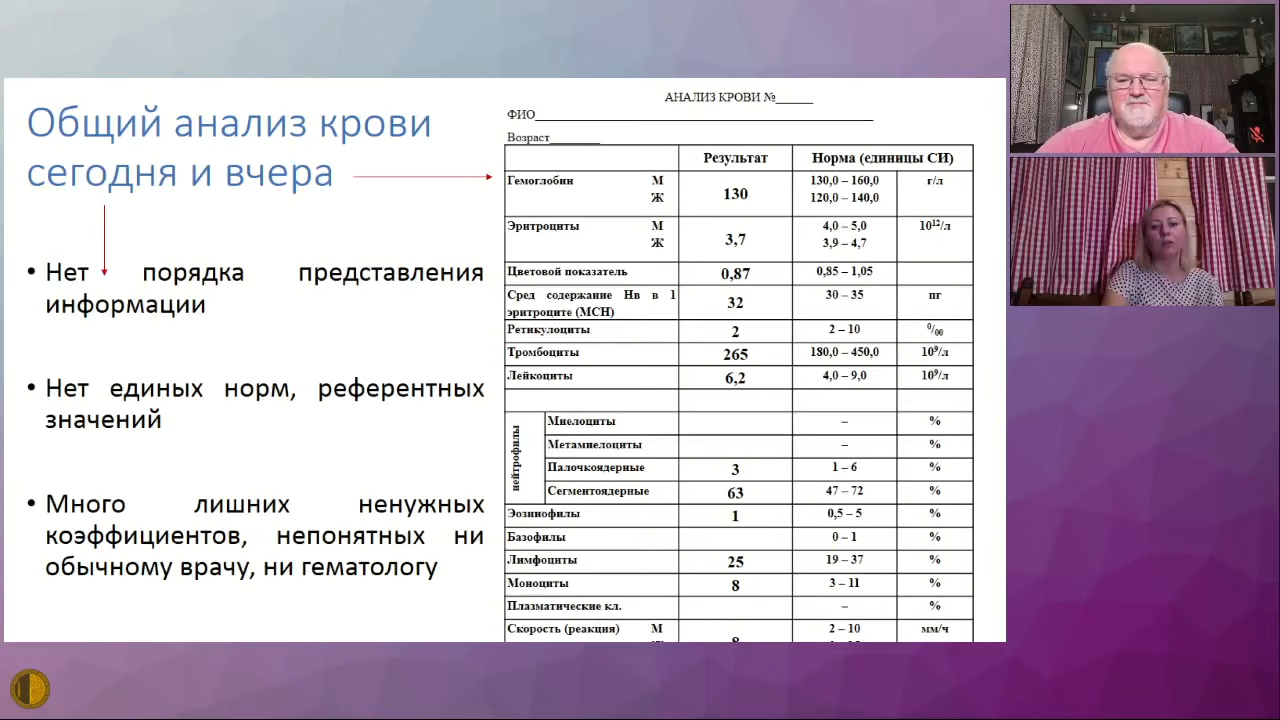 Общий анализ крови
сегодня и вчера
• Нет порядка представления
информации
• Нет единых норм, референтных
значений
• Много лишних ненужных
коэффициентов, непонятных ни
обычному врачу, ни гематологу
АНАЛИЗ КРОВИ №______
ФИО
Возраст
Результат Норма (единицы СИ)
Гемоглобин М 130 130,0 – 160,0 г/л
Ж 120,0 – 140,0
Эритроциты М 3,7 4,0 – 5,0 10¹²/л
Ж 3,9 – 4,7
Цветовой показатель 0,87 0,85 – 1,05
Сред содержание Нв в 1 32 30 – 35 пг
эритроците (МСН)
Ретикулоциты 2 2 – 10 ⁰/₀₀
Тромбоциты 265 180,0 – 450,0 10⁹/л
Лейкоциты 6,2 4,0 – 9,0 10⁹/л
нейтрофилы
Миелоциты – %
Метамиелоциты – %
Палочкоядерные 3 1 – 6 %
Сегментоядерные 63 47 – 72 %
Эозинофилы 1 0,5 – 5 %
Базофилы 0 – 1 %
Лимфоциты 25 19 – 37 %
Моноциты 8 3 – 11 %
Плазматические кл. – %
Скорость (реакция) М 2 – 10 мм/ч